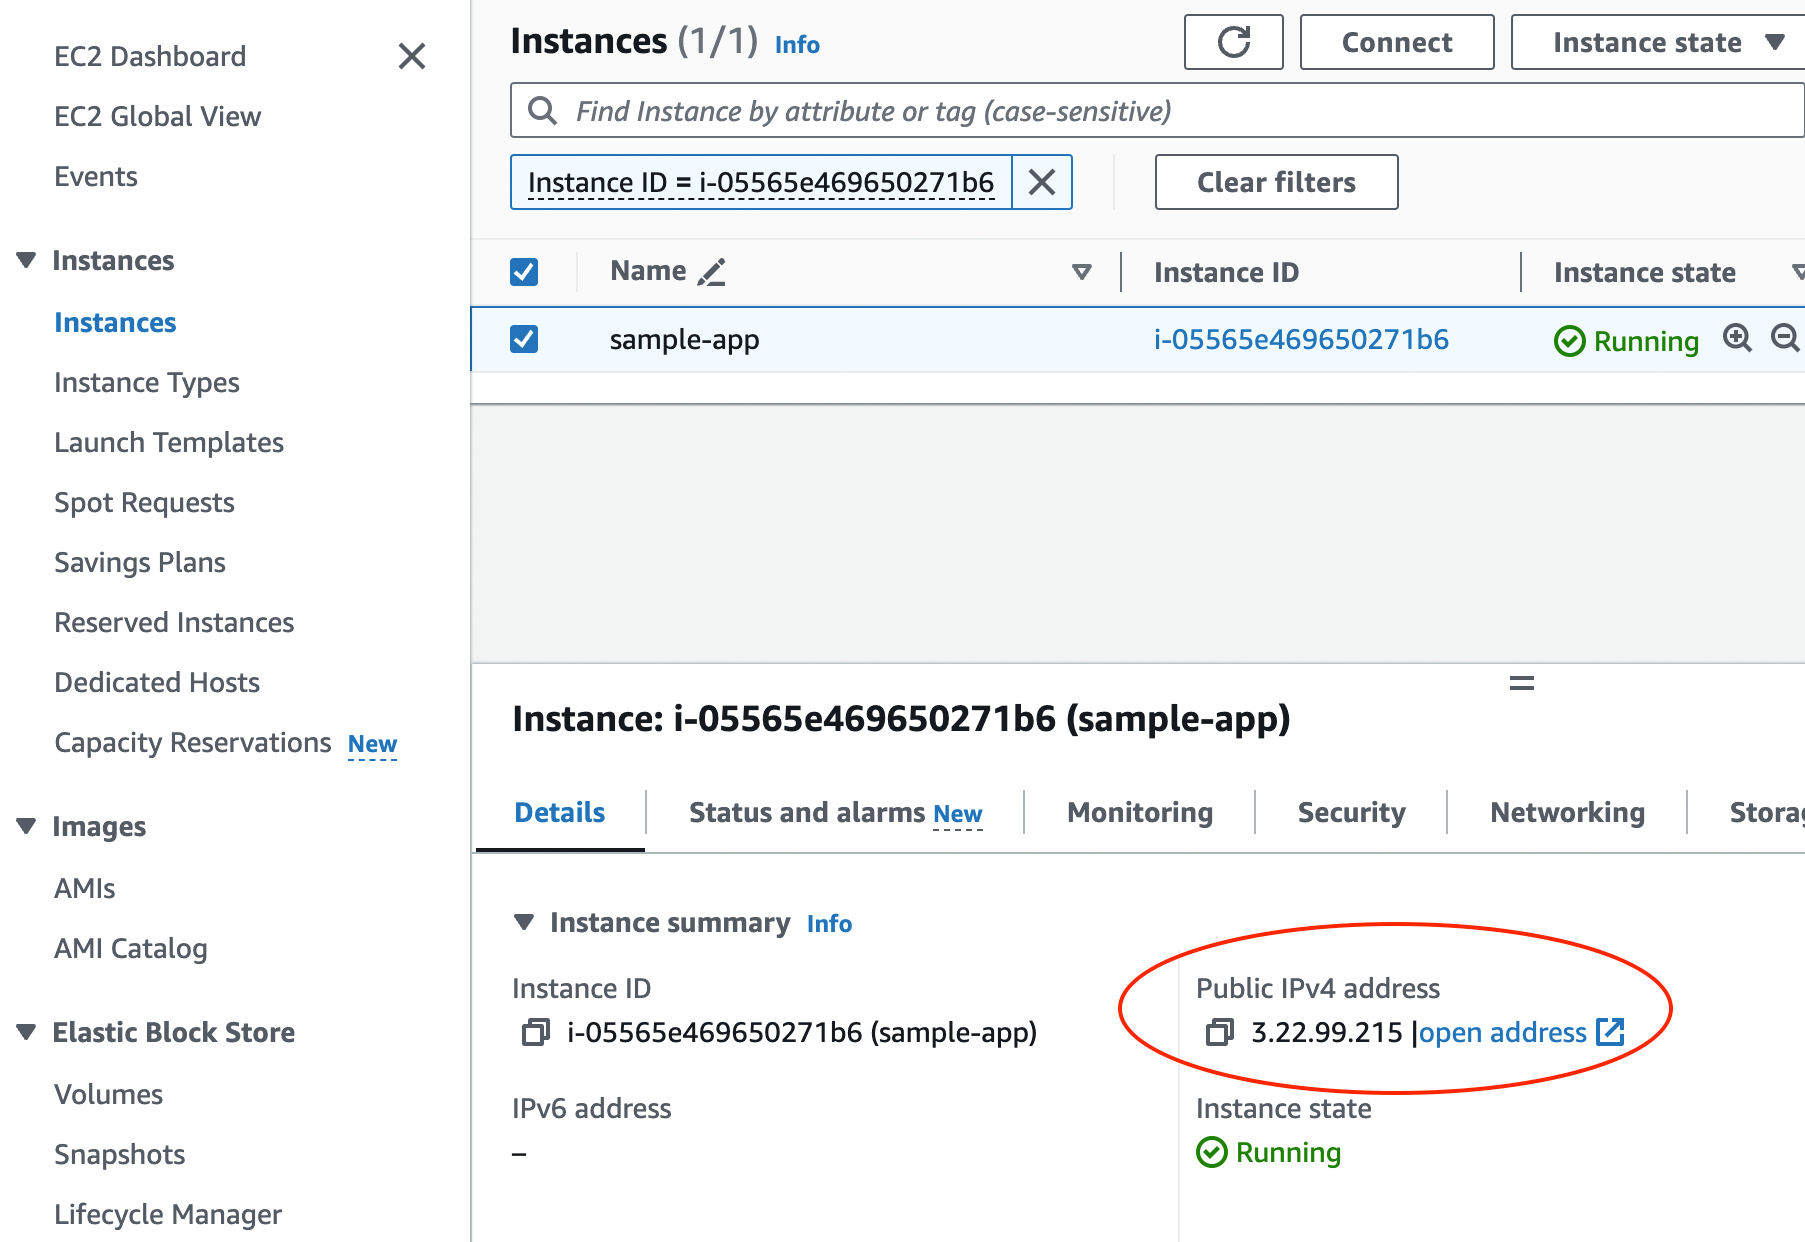 EC2 Dashboard
EC2 Global View
Events
Instances
Instances
Instance Types
Launch Templates
Spot Requests
Savings Plans
Reserved Instances
Dedicated Hosts
Capacity Reservations New
Images
AMIs
AMI Catalog
Elastic Block Store
Volumes
Snapshots
Lifecycle Manager
Instances (1/1) Info
Connect
Instance state
Find Instance by attribute or tag (case-sensitive)
Instance ID = i-05565e469650271b6
Clear filters
Name Instance ID Instance state
sample-app i-05565e469650271b6 Running
Instance: i-05565e469650271b6 (sample-app)
Details Status and alarms New Monitoring Security Networking
Instance summary Info
Instance ID
i-05565e469650271b6 (sample-app)
Public IPv4 address
3.22.99.215 |open address
IPv6 address
–
Instance state
Running